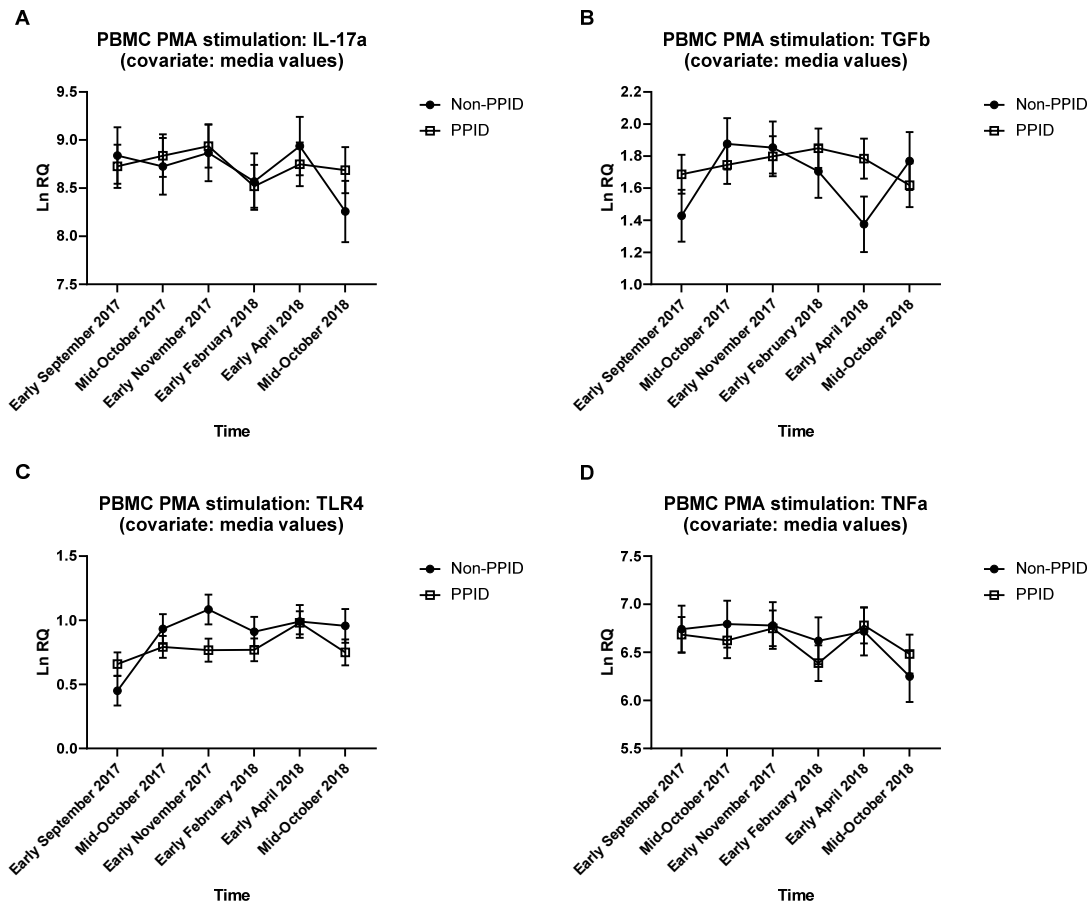 A
PBMC PMA stimulation: IL-17a
(covariate: media values)
Ln RQ
9.5
9.0
8.5
8.0
7.5
Non-PPID
PPID
Early September 2017
Mid-October 2017
Early November 2017
Early February 2018
Early April 2018
Mid-October 2018
Time
B
PBMC PMA stimulation: TGFb
(covariate: media values)
Ln RQ
2.2
2.0
1.8
1.6
1.4
1.2
1.0
Non-PPID
PPID
Early September 2017
Mid-October 2017
Early November 2017
Early February 2018
Early April 2018
Mid-October 2018
Time
C
PBMC PMA stimulation: TLR4
(covariate: media values)
Ln RQ
1.5
1.0
0.5
0.0
Non-PPID
PPID
Early September 2017
Mid-October 2017
Early November 2017
Early February 2018
Early April 2018
Mid-October 2018
Time
D
PBMC PMA stimulation: TNFa
(covariate: media values)
Ln RQ
7.5
7.0
6.5
6.0
5.5
Non-PPID
PPID
Early September 2017
Mid-October 2017
Early November 2017
Early February 2018
Early April 2018
Mid-October 2018
Time